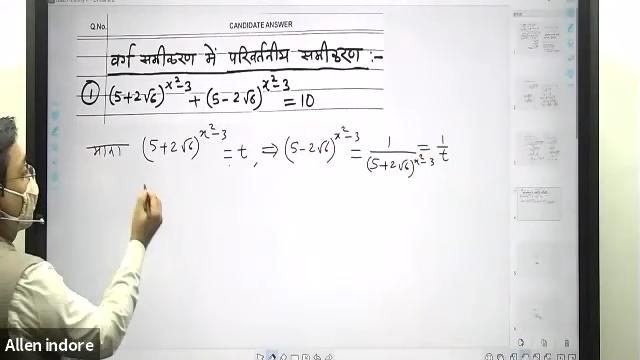 Q.No.
CANDIDATE ANSWER
वर्ग समीकरण में परिवर्तनीय समीकरण :-
① (5+2√6)^(x²-3) + (5-2√6)^(x²-3) = 10
माना (5+2√6)^(x²-3) = t, ⇒ (5-2√6)^(x²-3) = 1/(5+2√6)^(x²-3) = 1/t
Allen indore